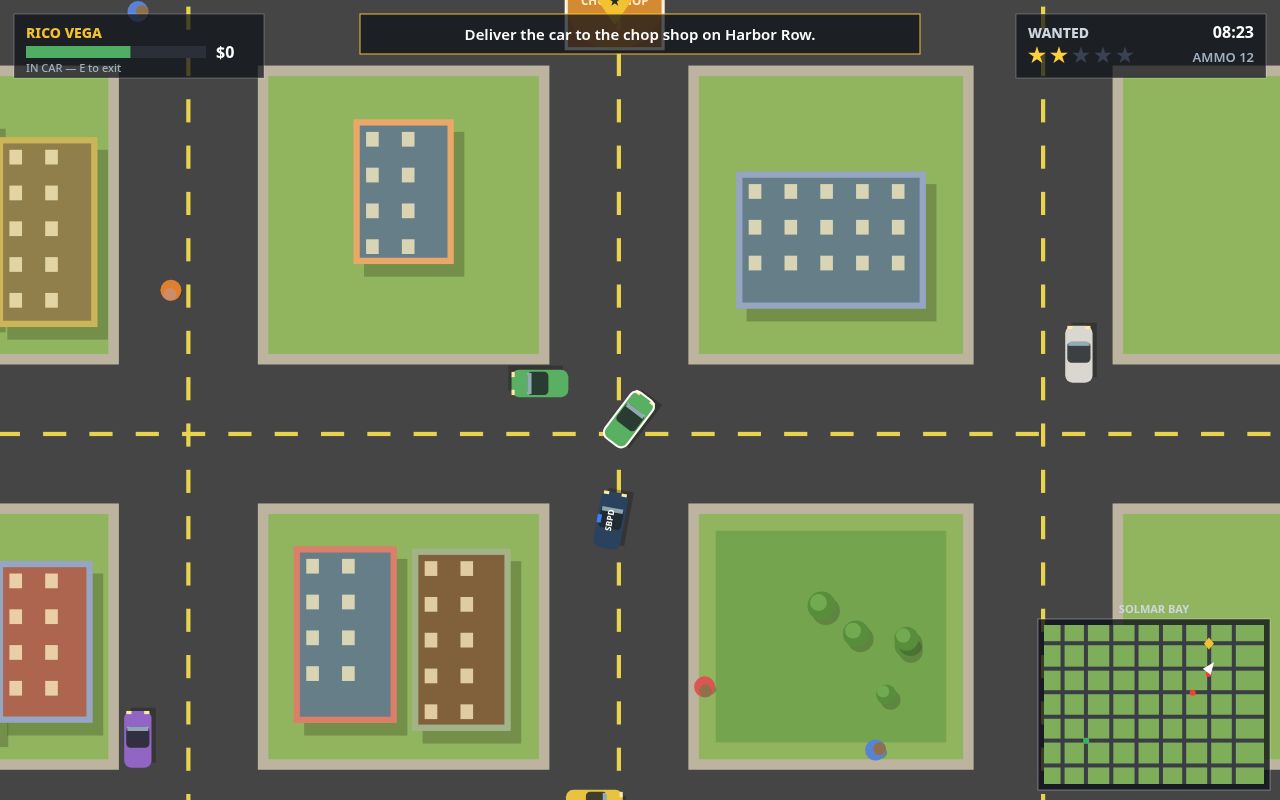 RICO VEGA
$0
IN CAR — E to exit
Deliver the car to the chop shop on Harbor Row.
WANTED
08:23
AMMO 12
SBPD
SOLMAR BAY